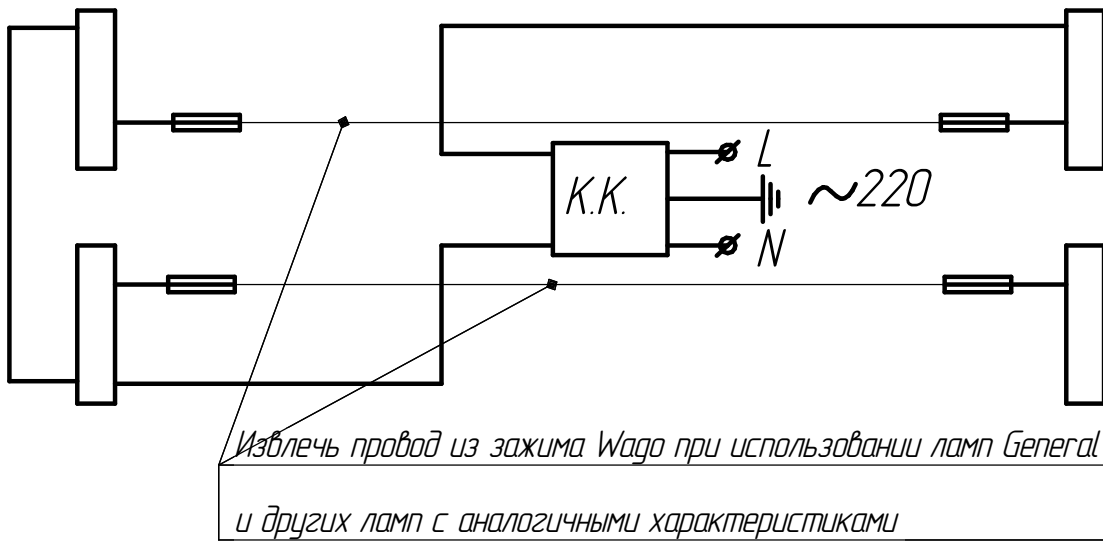 L
К.К.
~220
N
Извлечь провод из зажима Wago при использовании ламп General
и других ламп с аналогичными характеристиками